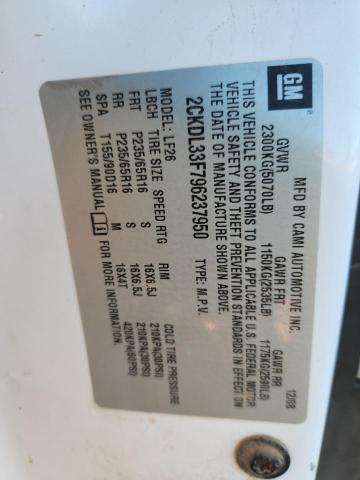 GM
MFD BY CAMI AUTOMOTIVE INC. 12/08
GVWR GAWR FRT GAWR RR
2300KG(5070LB) 1150KG(2535LB) 1175KG(2590LB)
THIS VEHICLE CONFORMS TO ALL APPLICABLE U.S. FEDERAL MOTOR
VEHICLE SAFETY AND THEFT PREVENTION STANDARDS IN EFFECT ON
THE DATE OF MANUFACTURE SHOWN ABOVE.
2CKDL33F796237950 TYPE: M.P.V.
MODEL: LF26
LBCH TIRE SIZE SPEED RTG RIM COLD TIRE PRESSURE
FRT P235/65R16 S 16X6.5J 210KPA(30PSI)
RR P235/65R16 S 16X6.5J 210KPA(30PSI)
SPA T155/90D16 M 16X4T 420KPA(60PSI)
SEE OWNER'S MANUAL FOR MORE INFORMATION.